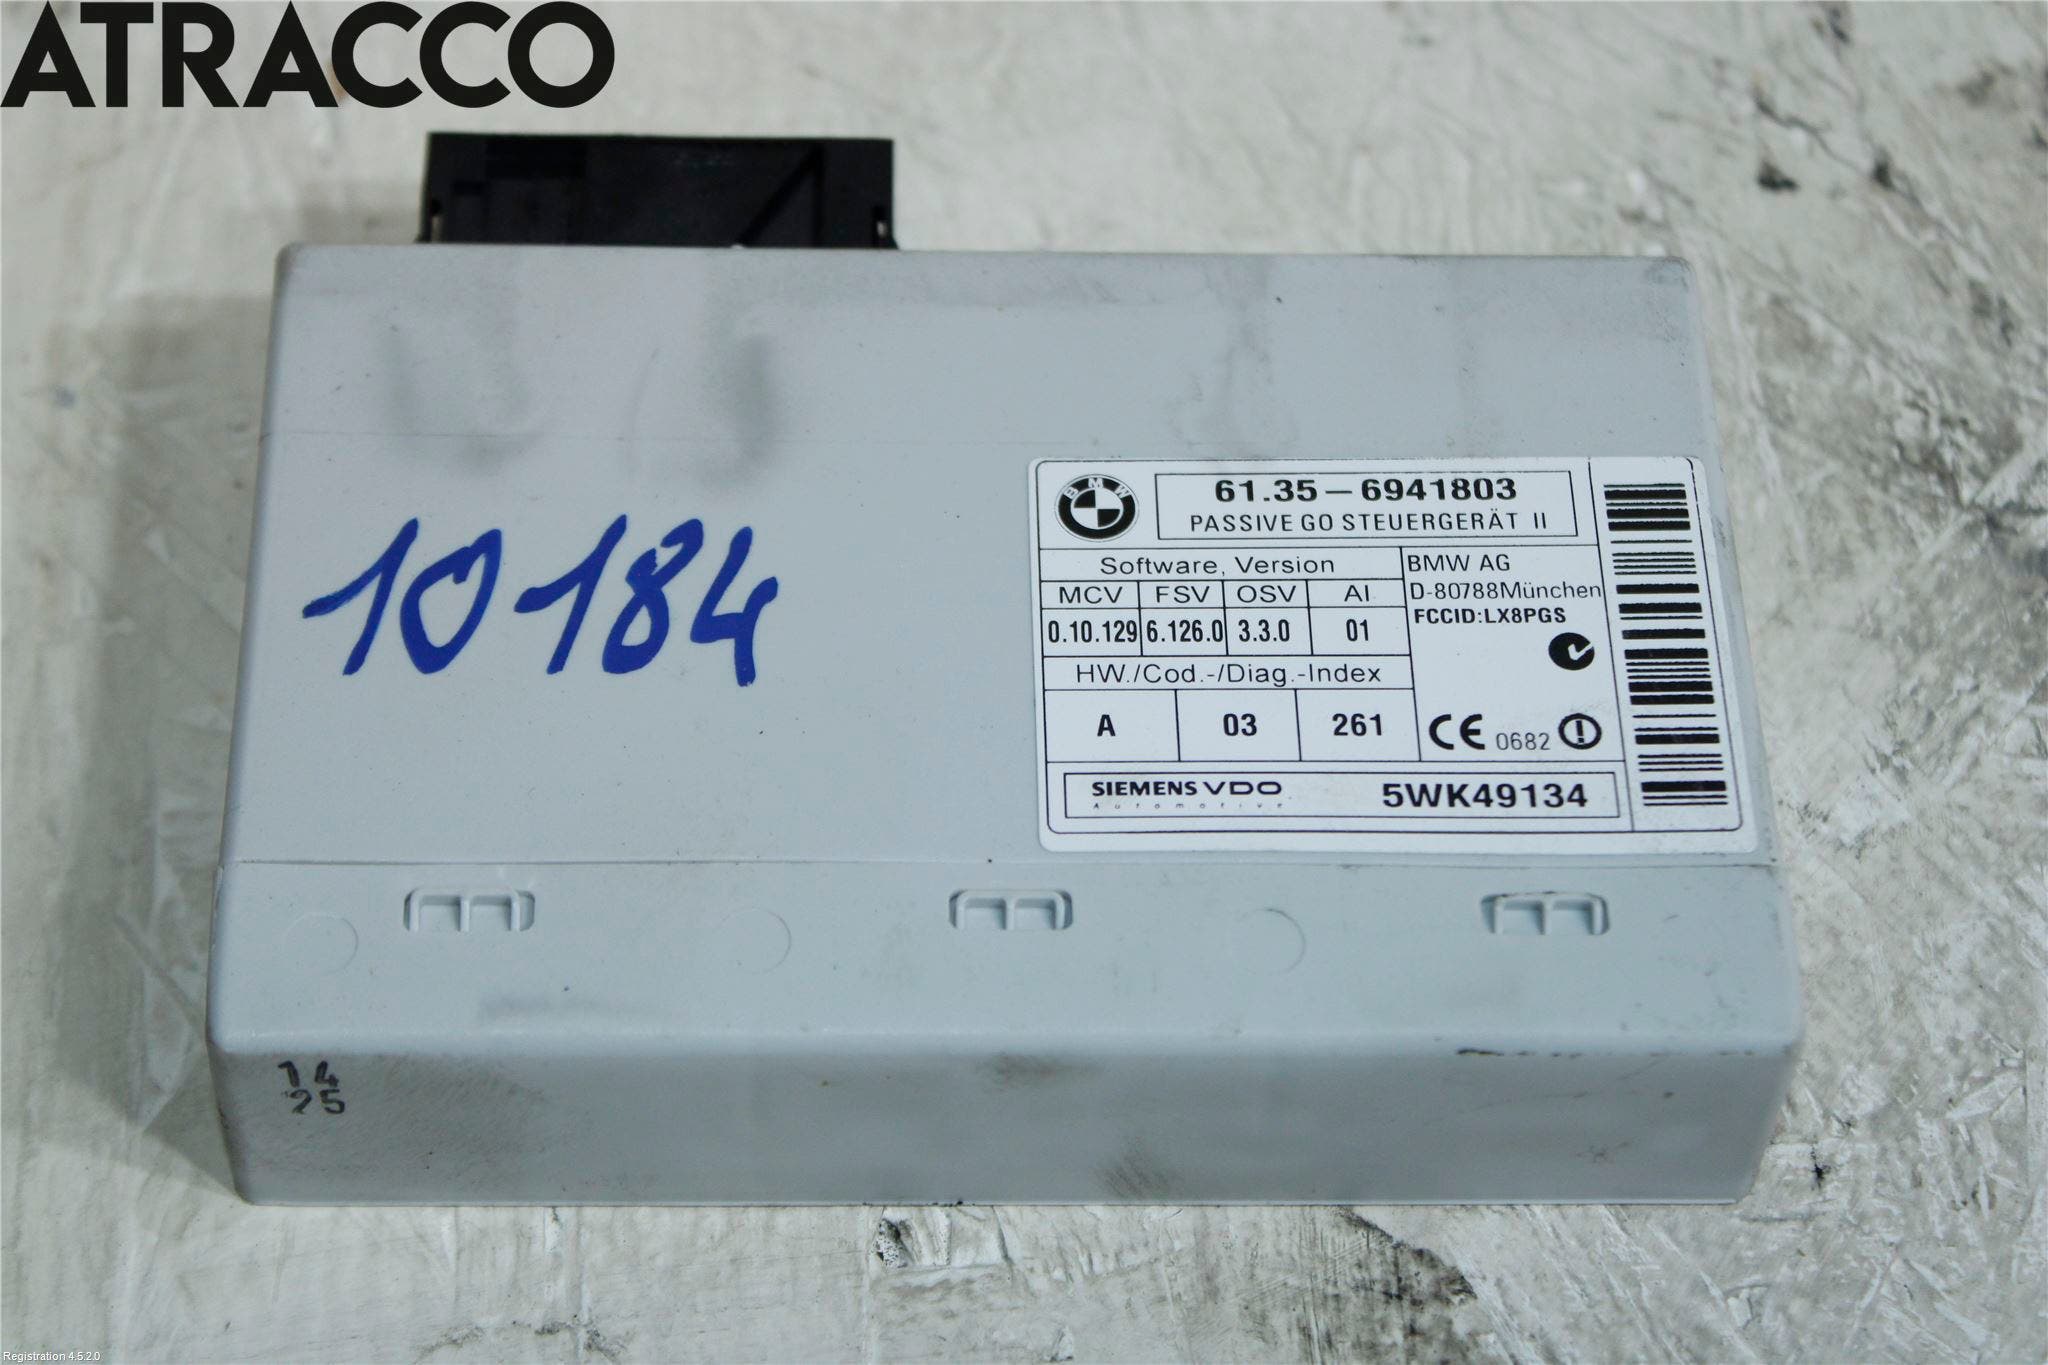 ATRACCO
10184
BMW
61.35-6941803
PASSIVE GO STEUERGERÄT II
Software, Version
MCV FSV OSV AI
0.10.129 6.126.0 3.3.0 01
HW./Cod.-/Diag.-Index
A 03 261
BMW AG
D-80788München
FCCID:LX8PGS
CE 0682
SIEMENS VDO 5WK49134
Automotive
14
25
Registration 4.5.2.0